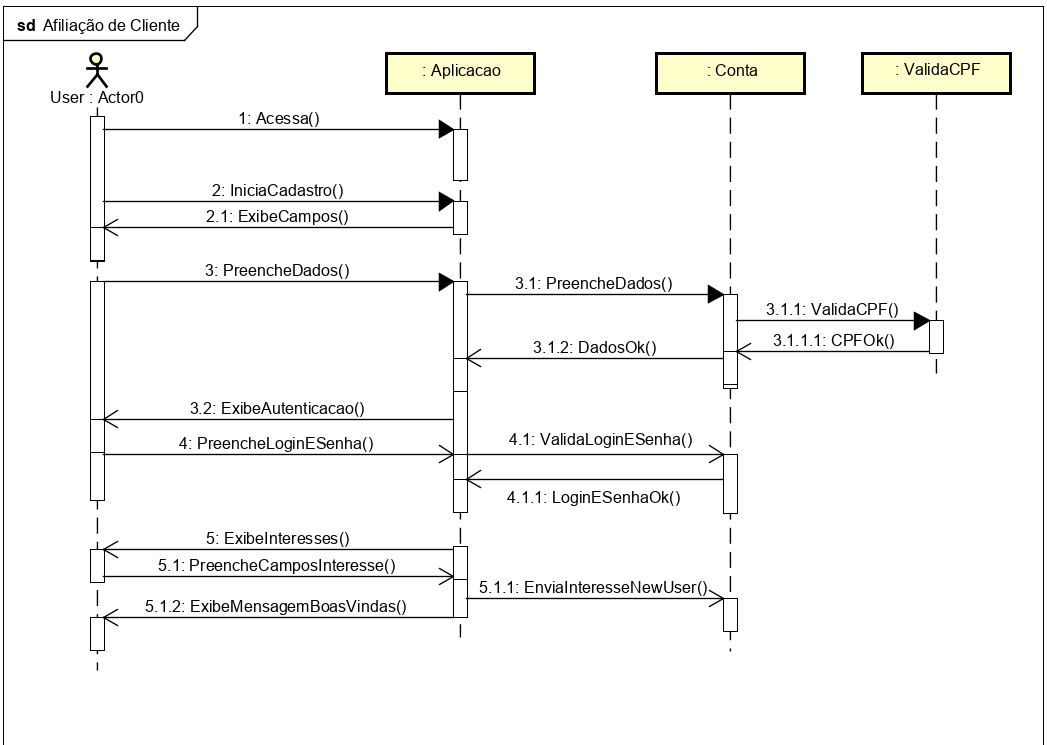 sd Afiliação de Cliente
User : Actor0
: Aplicacao
: Conta
: ValidaCPF
1: Acessa()
2: IniciaCadastro()
2.1: ExibeCampos()
3: PreencheDados()
3.1: PreencheDados()
3.1.1: ValidaCPF()
3.1.1.1: CPFOk()
3.1.2: DadosOk()
3.2: ExibeAutenticacao()
4: PreencheLoginESenha()
4.1: ValidaLoginESenha()
4.1.1: LoginESenhaOk()
5: ExibeInteresses()
5.1: PreencheCamposInteresse()
5.1.1: EnviaInteresseNewUser()
5.1.2: ExibeMensagemBoasVindas()